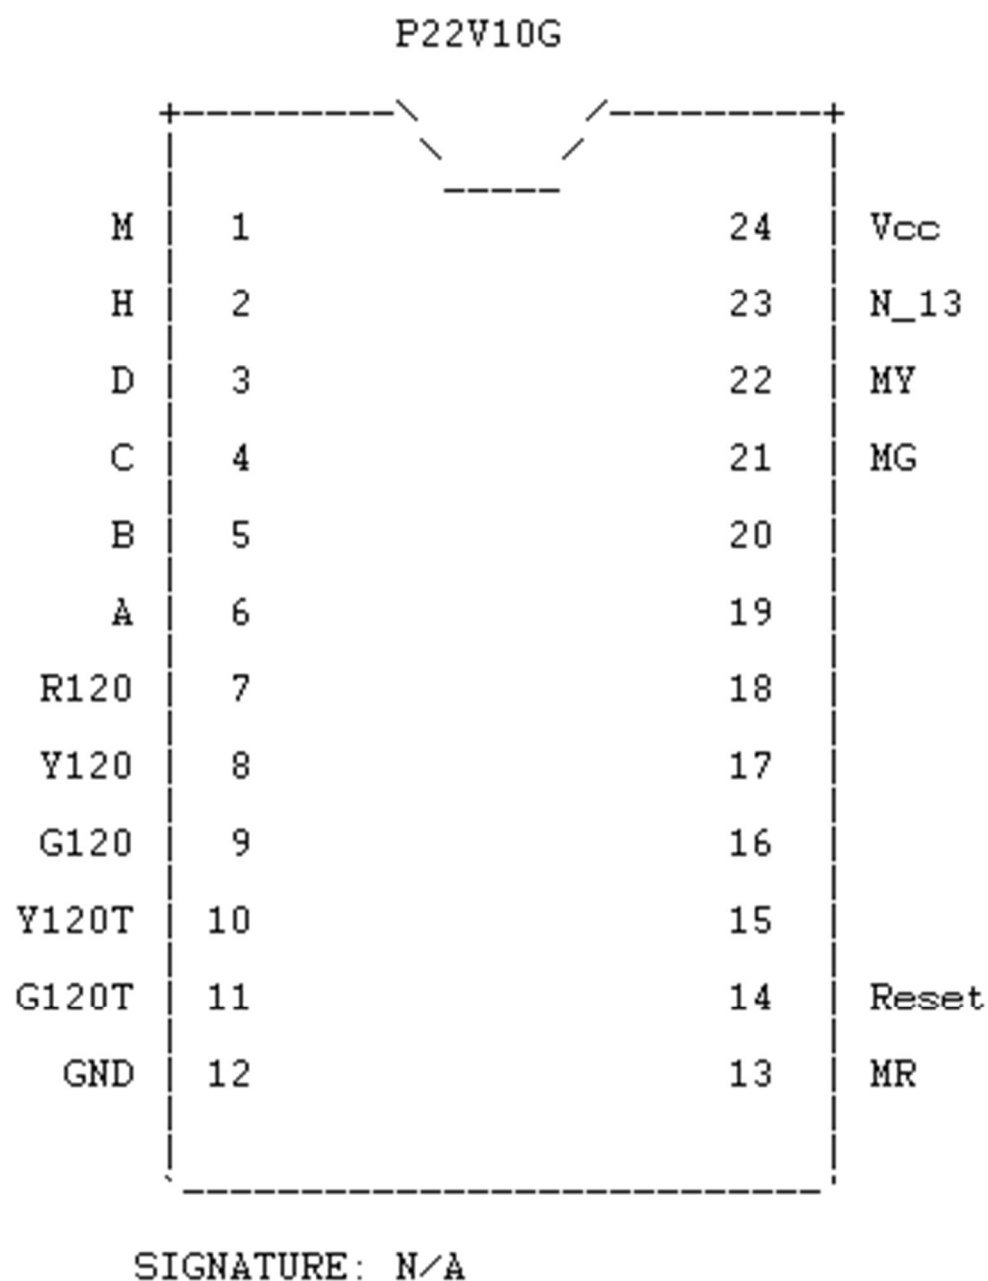 P22V10G
M 1 24 Vcc
H 2 23 N_13
D 3 22 MY
C 4 21 MG
B 5 20
A 6 19
R120 7 18
Y120 8 17
G120 9 16
Y120T 10 15
G120T 11 14 Reset
GND 12 13 MR
SIGNATURE: N/A